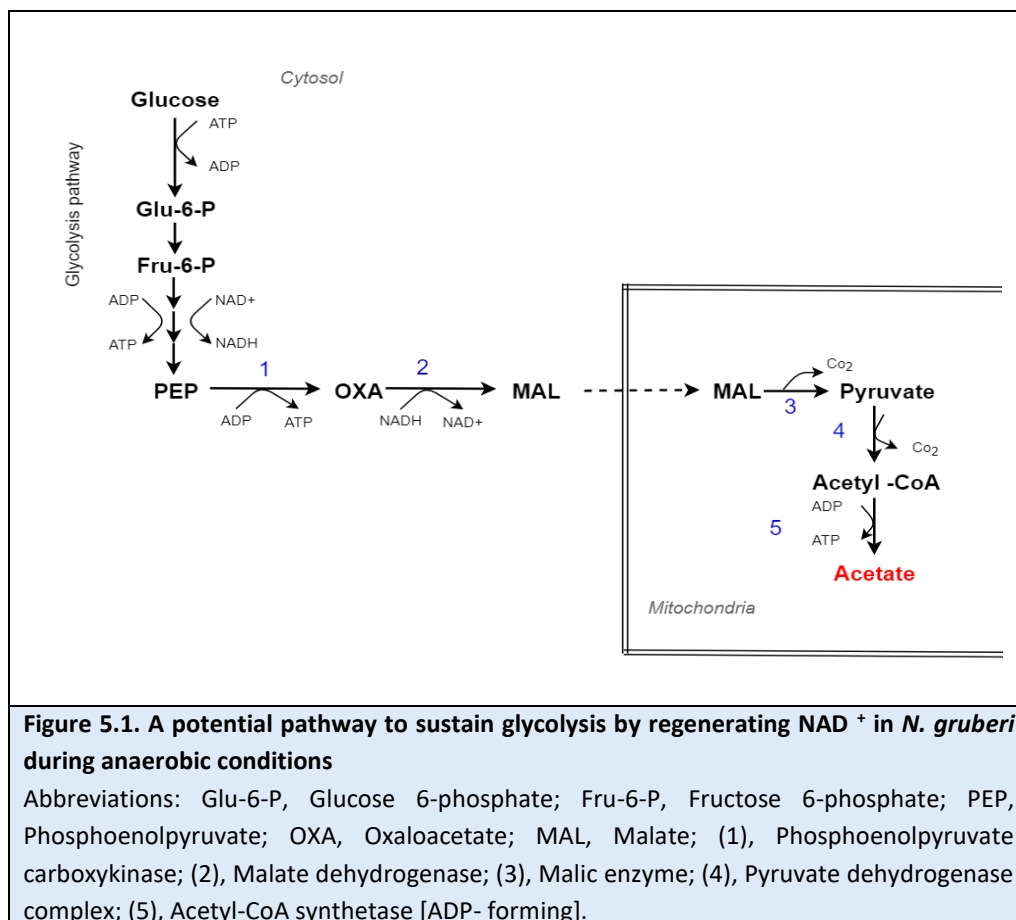 Cytosol
Glucose
ATP
ADP
Glycolysis pathway
Glu-6-P
Fru-6-P
ADP
NAD+
ATP
NADH
PEP
1
OXA
2
MAL
ADP
ATP
NADH
NAD+
MAL
3
Co2
Pyruvate
4
Co2
Acetyl -CoA
ADP
5
ATP
Acetate
Mitochondria
Figure 5.1. A potential pathway to sustain glycolysis by regenerating NAD + in N. gruberi
during anaerobic conditions
Abbreviations: Glu-6-P, Glucose 6-phosphate; Fru-6-P, Fructose 6-phosphate; PEP,
Phosphoenolpyruvate; OXA, Oxaloacetate; MAL, Malate; (1), Phosphoenolpyruvate
carboxykinase; (2), Malate dehydrogenase; (3), Malic enzyme; (4), Pyruvate dehydrogenase
complex; (5), Acetyl-CoA synthetase [ADP- forming].